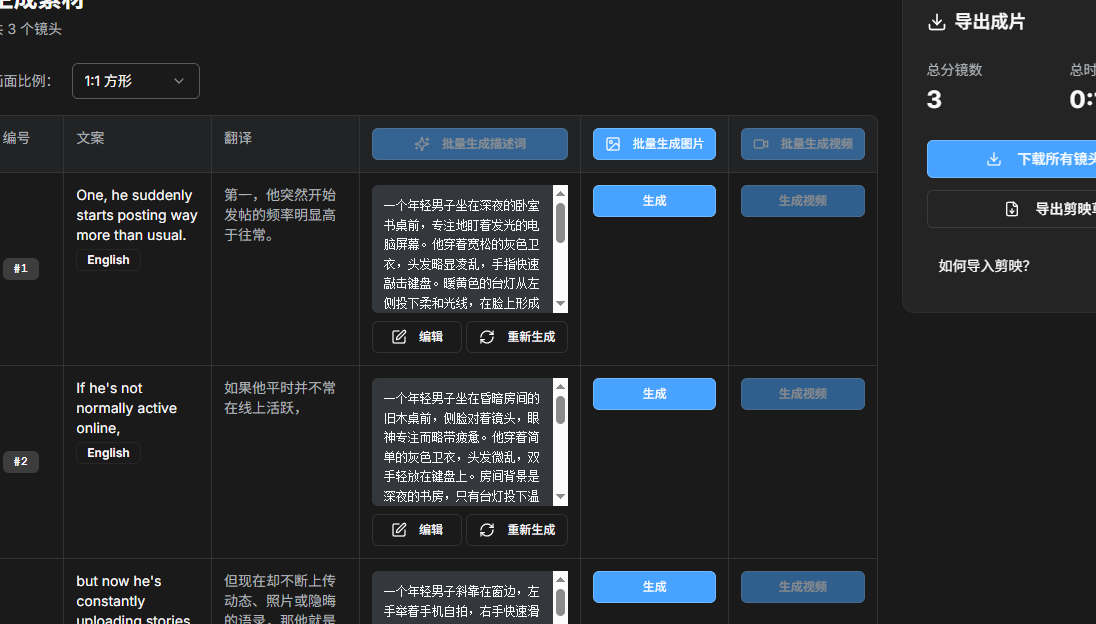 生成素材
共 3 个镜头
画面比例：
1:1 方形
编号
文案
翻译
批量生成描述词
批量生成图片
批量生成视频
#1
One, he suddenly
starts posting way
more than usual.
English
第一，他突然开始
发帖的频率明显高
于往常。
一个年轻男子坐在深夜的卧室
书桌前，专注地盯着发光的电
脑屏幕。他穿着宽松的灰色卫
衣，头发略显凌乱，手指快速
敲击键盘。暖黄色的台灯从左
侧投下柔和光线，在脸上形成
编辑
重新生成
生成
生成视频
#2
If he's not
normally active
online,
English
如果他平时并不常
在线上活跃，
一个年轻男子坐在昏暗房间的
旧木桌前，侧脸对着镜头，眼
神专注而略带疲惫。他穿着简
单的灰色卫衣，头发微乱，双
手轻放在键盘上。房间背景是
深夜的书房，只有台灯投下温
编辑
重新生成
生成
生成视频
but now he's
constantly
uploading stories
但现在却不断上传
动态、照片或隐晦
的语录，那他就是
一个年轻男子斜靠在窗边，左
手举着手机自拍，右手快速滑
生成
生成视频
导出成片
总分镜数
3
总时
0:
下载所有镜头
导出剪映
如何导入剪映?